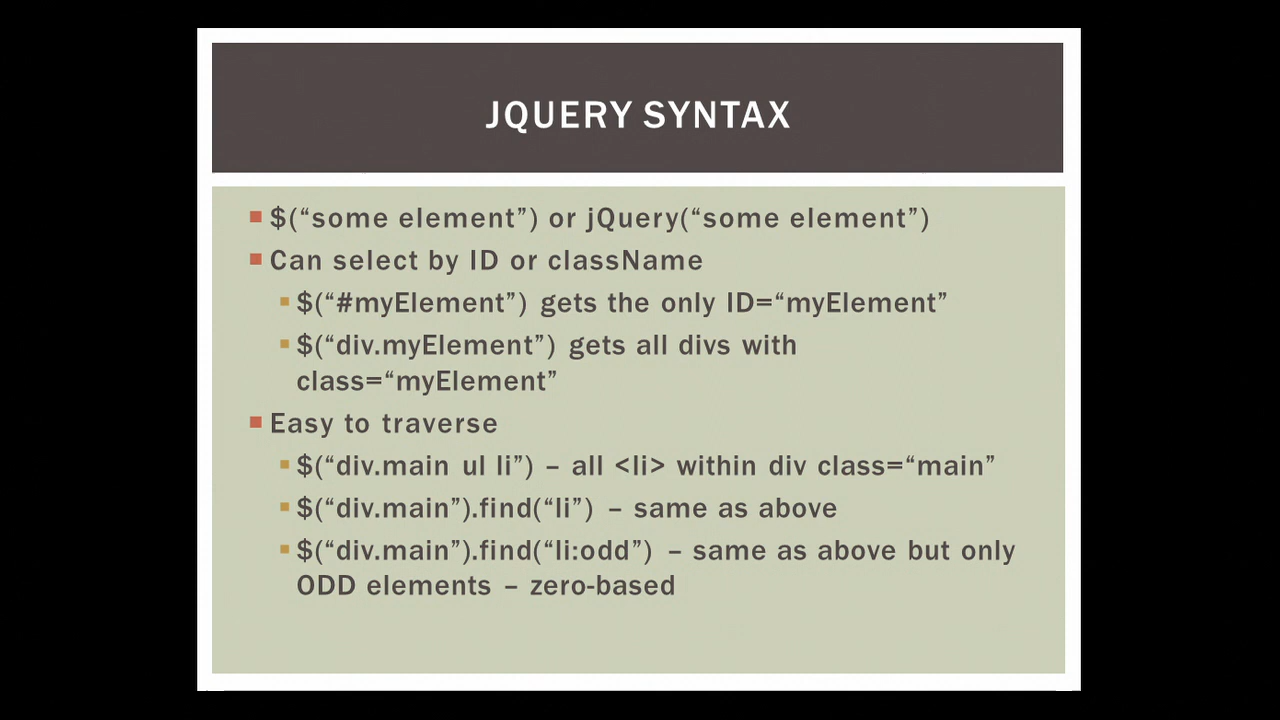 JQUERY SYNTAX
$(“some element”) or jQuery(“some element”)
Can select by ID or className
$(“#myElement”) gets the only ID=“myElement”
$(“div.myElement”) gets all divs with
class=“myElement”
Easy to traverse
$(“div.main ul li”) – all <li> within div class=“main”
$(“div.main”).find(“li”) – same as above
$(“div.main”).find(“li:odd”) – same as above but only
ODD elements – zero-based